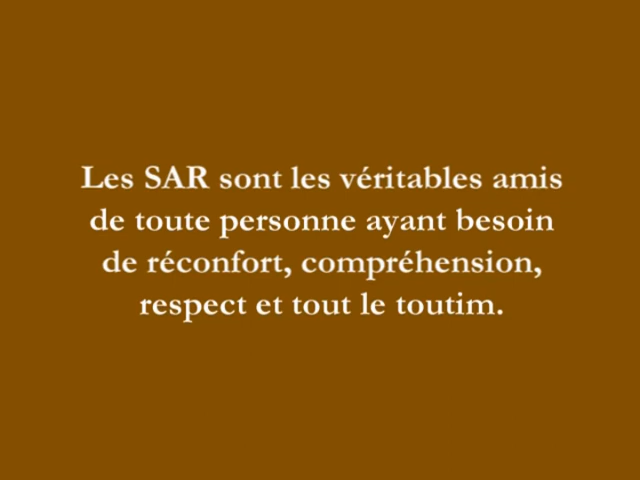 Les SAR sont les véritables amis
de toute personne ayant besoin
de réconfort, compréhension,
respect et tout le toutim.